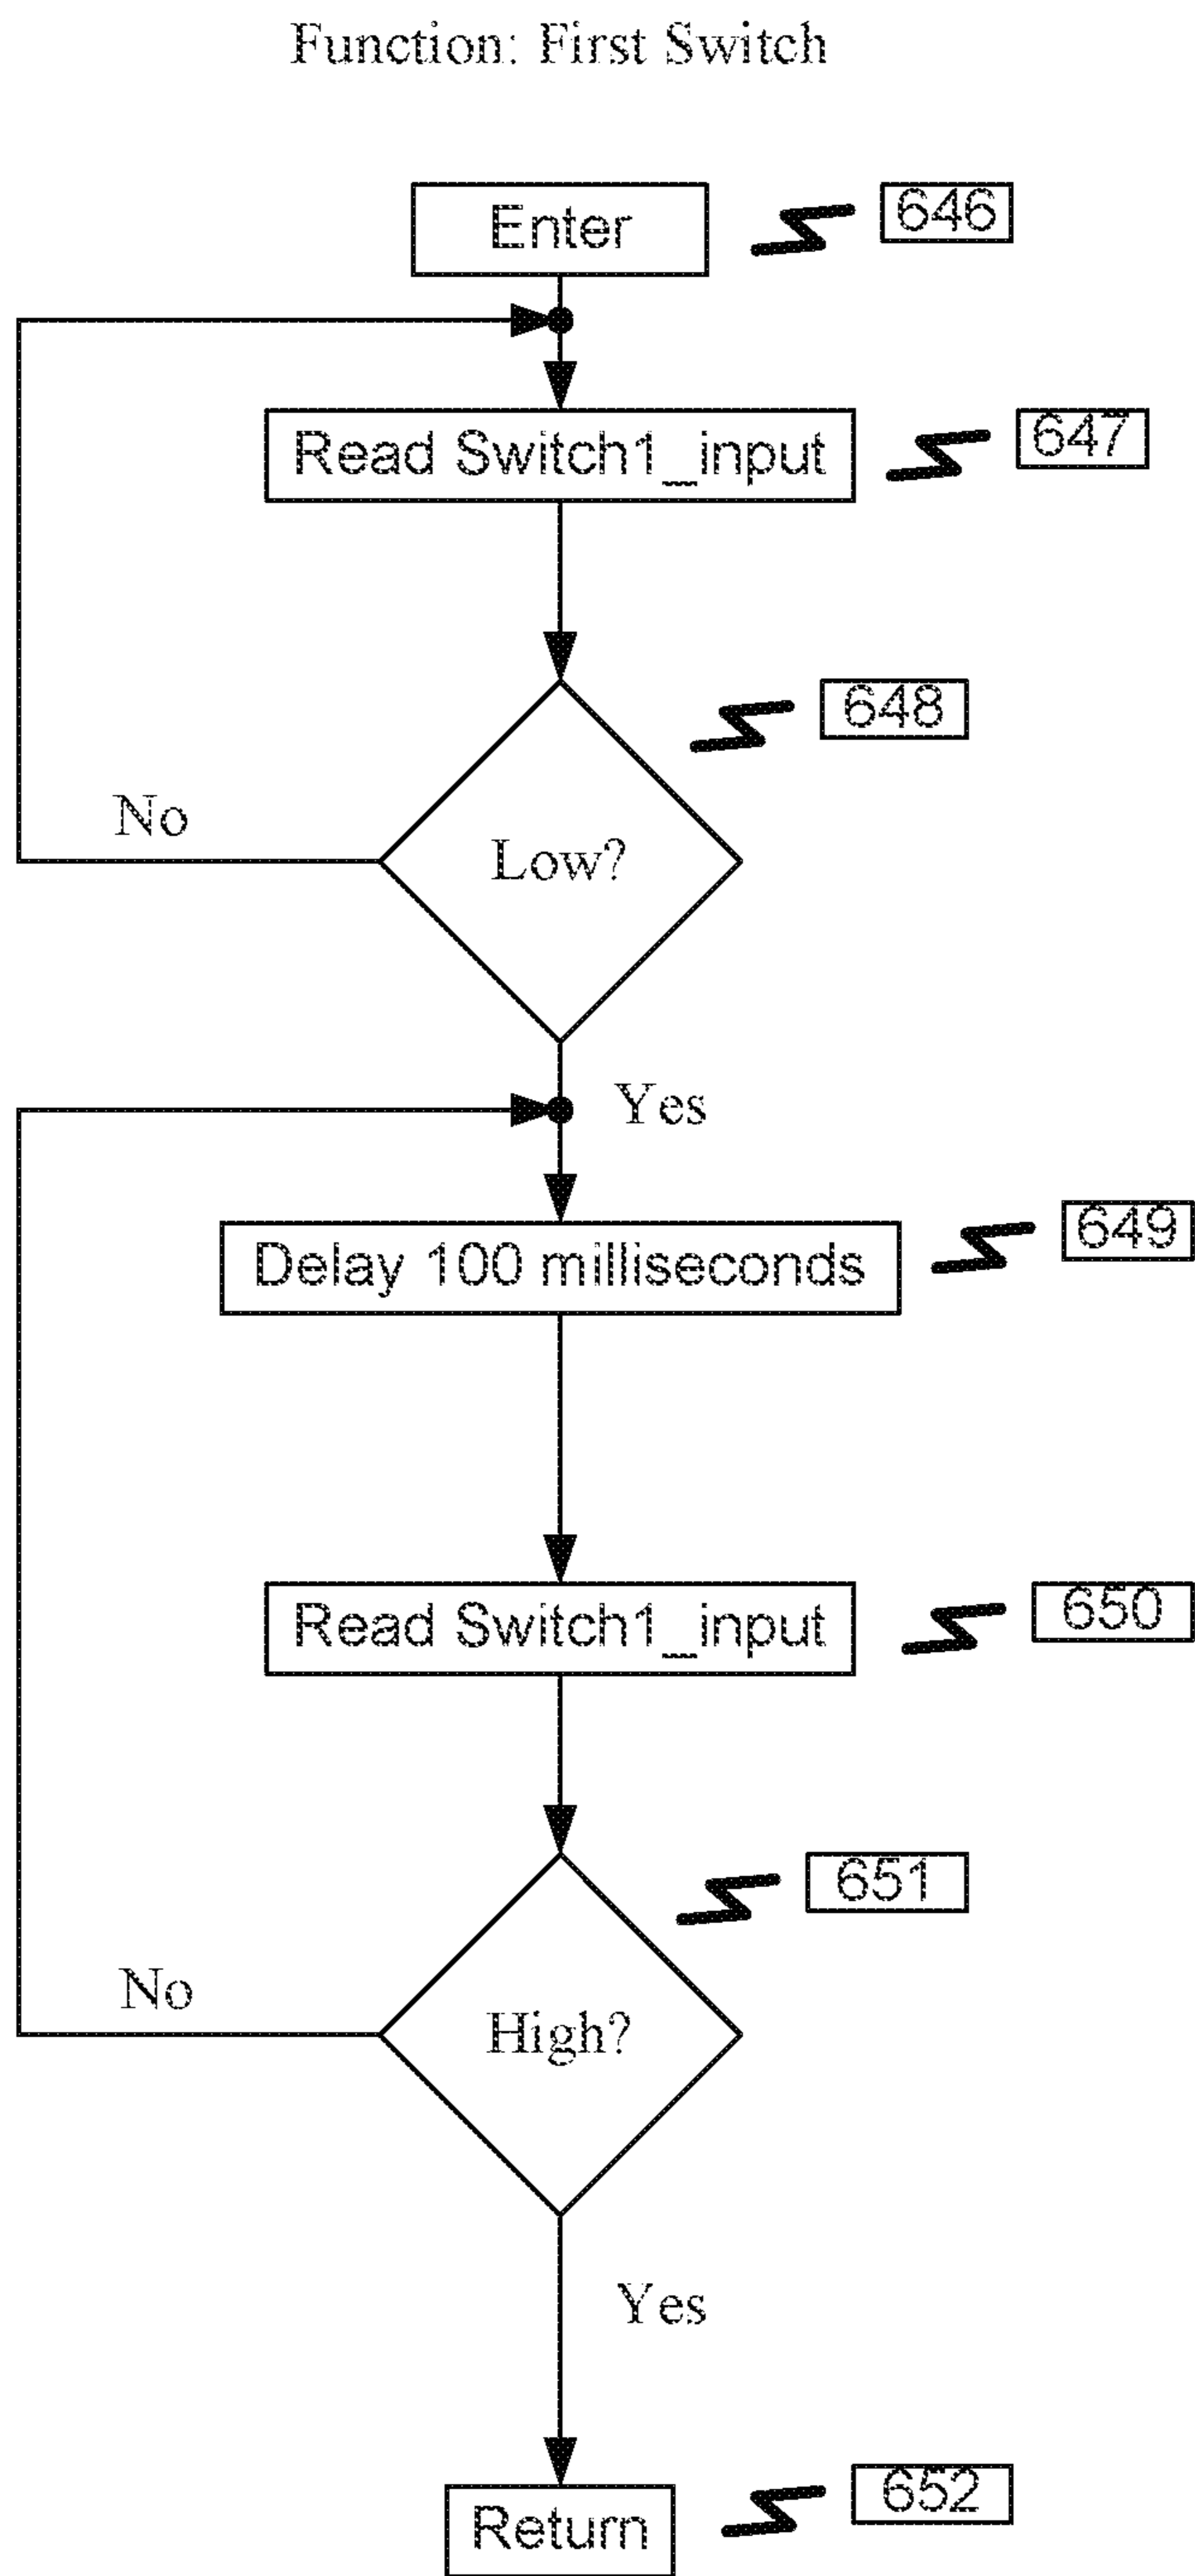 Function: First Switch
Enter
646
Read Switch1_input
647
648
No
Low?
Yes
Delay 100 milliseconds
649
Read Switch1_input
650
651
No
High?
Yes
Return
652